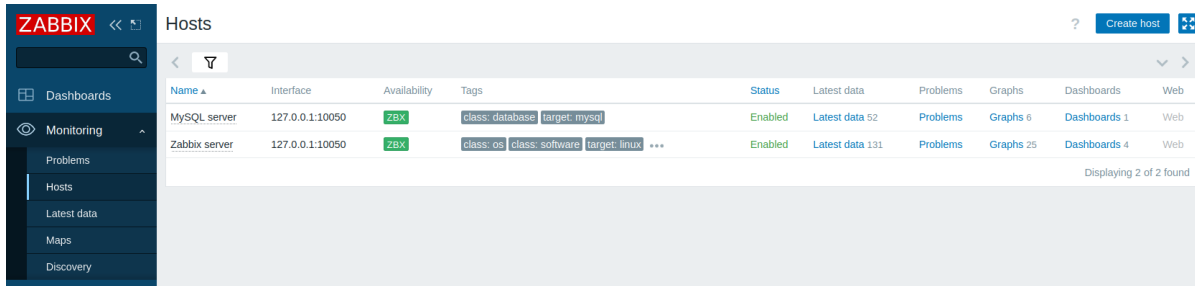 ZABBIX
Hosts
? Create host
Dashboards
Monitoring
Problems
Hosts
Latest data
Maps
Discovery
Name Interface Availability Tags Status Latest data Problems Graphs Dashboards Web
MySQL server 127.0.0.1:10050 ZBX class: database target: mysql Enabled Latest data 52 Problems Graphs 6 Dashboards 1 Web
Zabbix server 127.0.0.1:10050 ZBX class: os class: software target: linux ••• Enabled Latest data 131 Problems Graphs 25 Dashboards 4 Web
Displaying 2 of 2 found